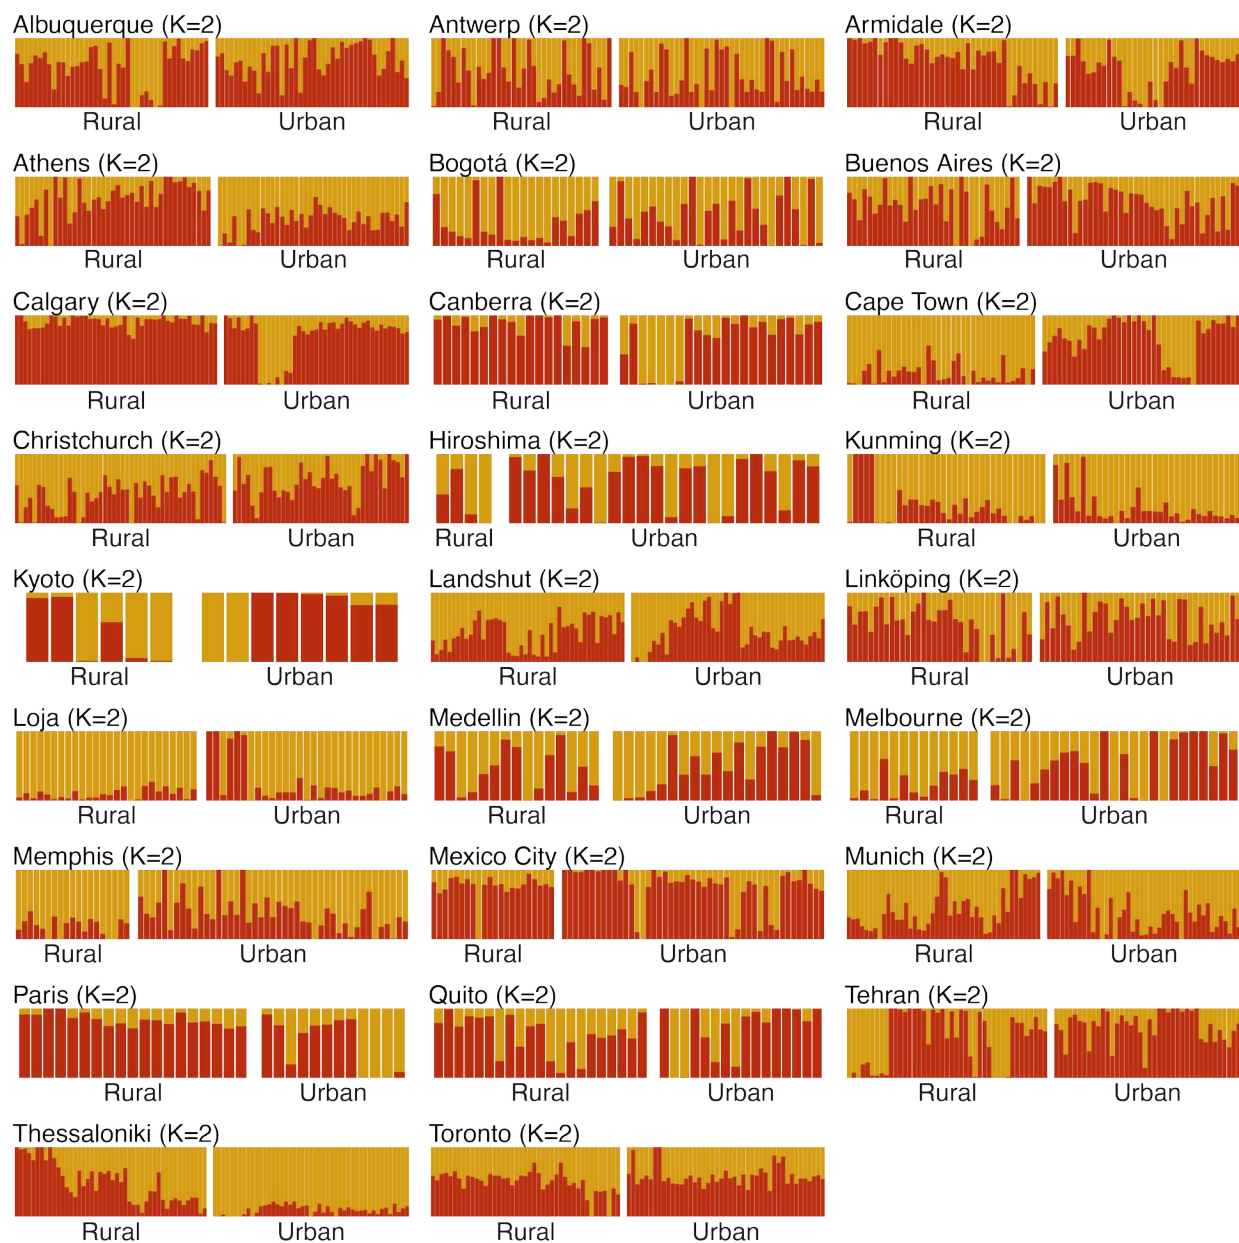 Albuquerque (K=2) Antwerp (K=2) Armidale (K=2)
Rural Urban Rural Urban Rural Urban
Athens (K=2) Bogotá (K=2) Buenos Aires (K=2)
Rural Urban Rural Urban Rural Urban
Calgary (K=2) Canberra (K=2) Cape Town (K=2)
Rural Urban Rural Urban Rural Urban
Christchurch (K=2) Hiroshima (K=2) Kunming (K=2)
Rural Urban Rural Urban Rural Urban
Kyoto (K=2) Landshut (K=2) Linköping (K=2)
Rural Urban Rural Urban Rural Urban
Loja (K=2) Medellin (K=2) Melbourne (K=2)
Rural Urban Rural Urban Rural Urban
Memphis (K=2) Mexico City (K=2) Munich (K=2)
Rural Urban Rural Urban Rural Urban
Paris (K=2) Quito (K=2) Tehran (K=2)
Rural Urban Rural Urban Rural Urban
Thessaloniki (K=2) Toronto (K=2)
Rural Urban Rural Urban